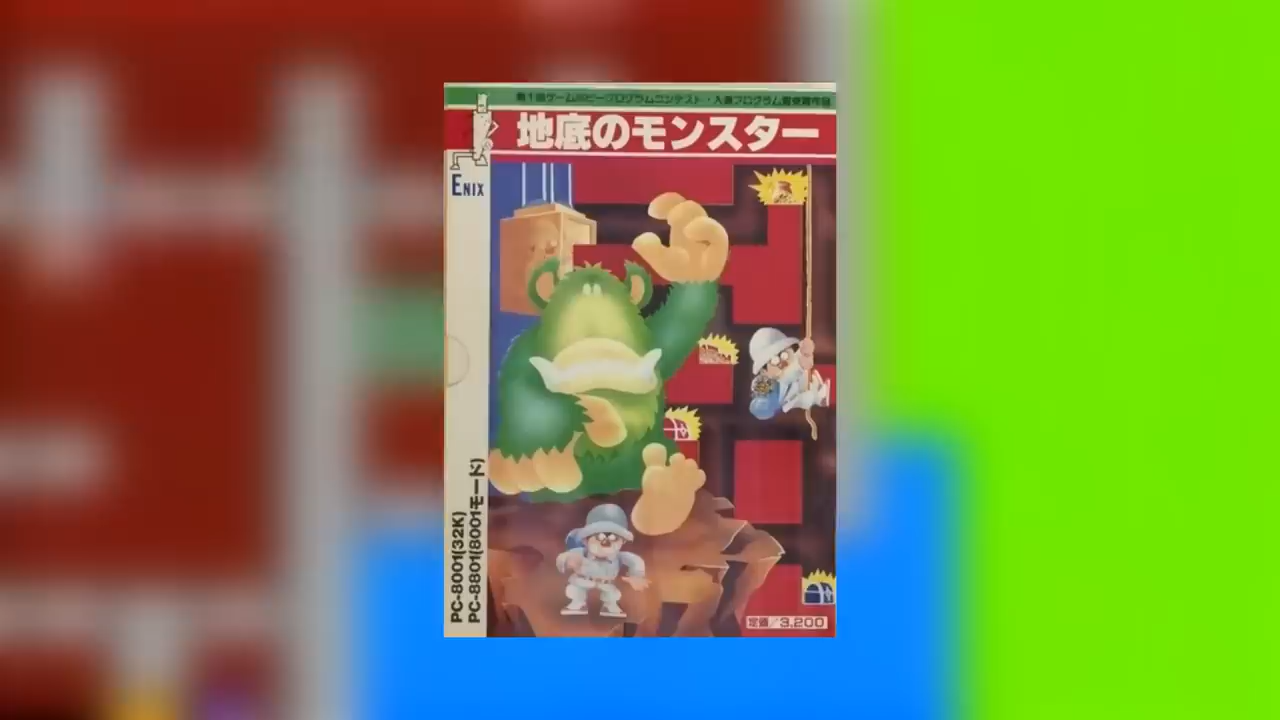 第1回ゲーム・ホビープログラムコンテスト・入選プログラム賞受賞作品
地底のモンスター
ENIX
PC-8001(32K)
PC-8801(8001モード)
定価/3,200